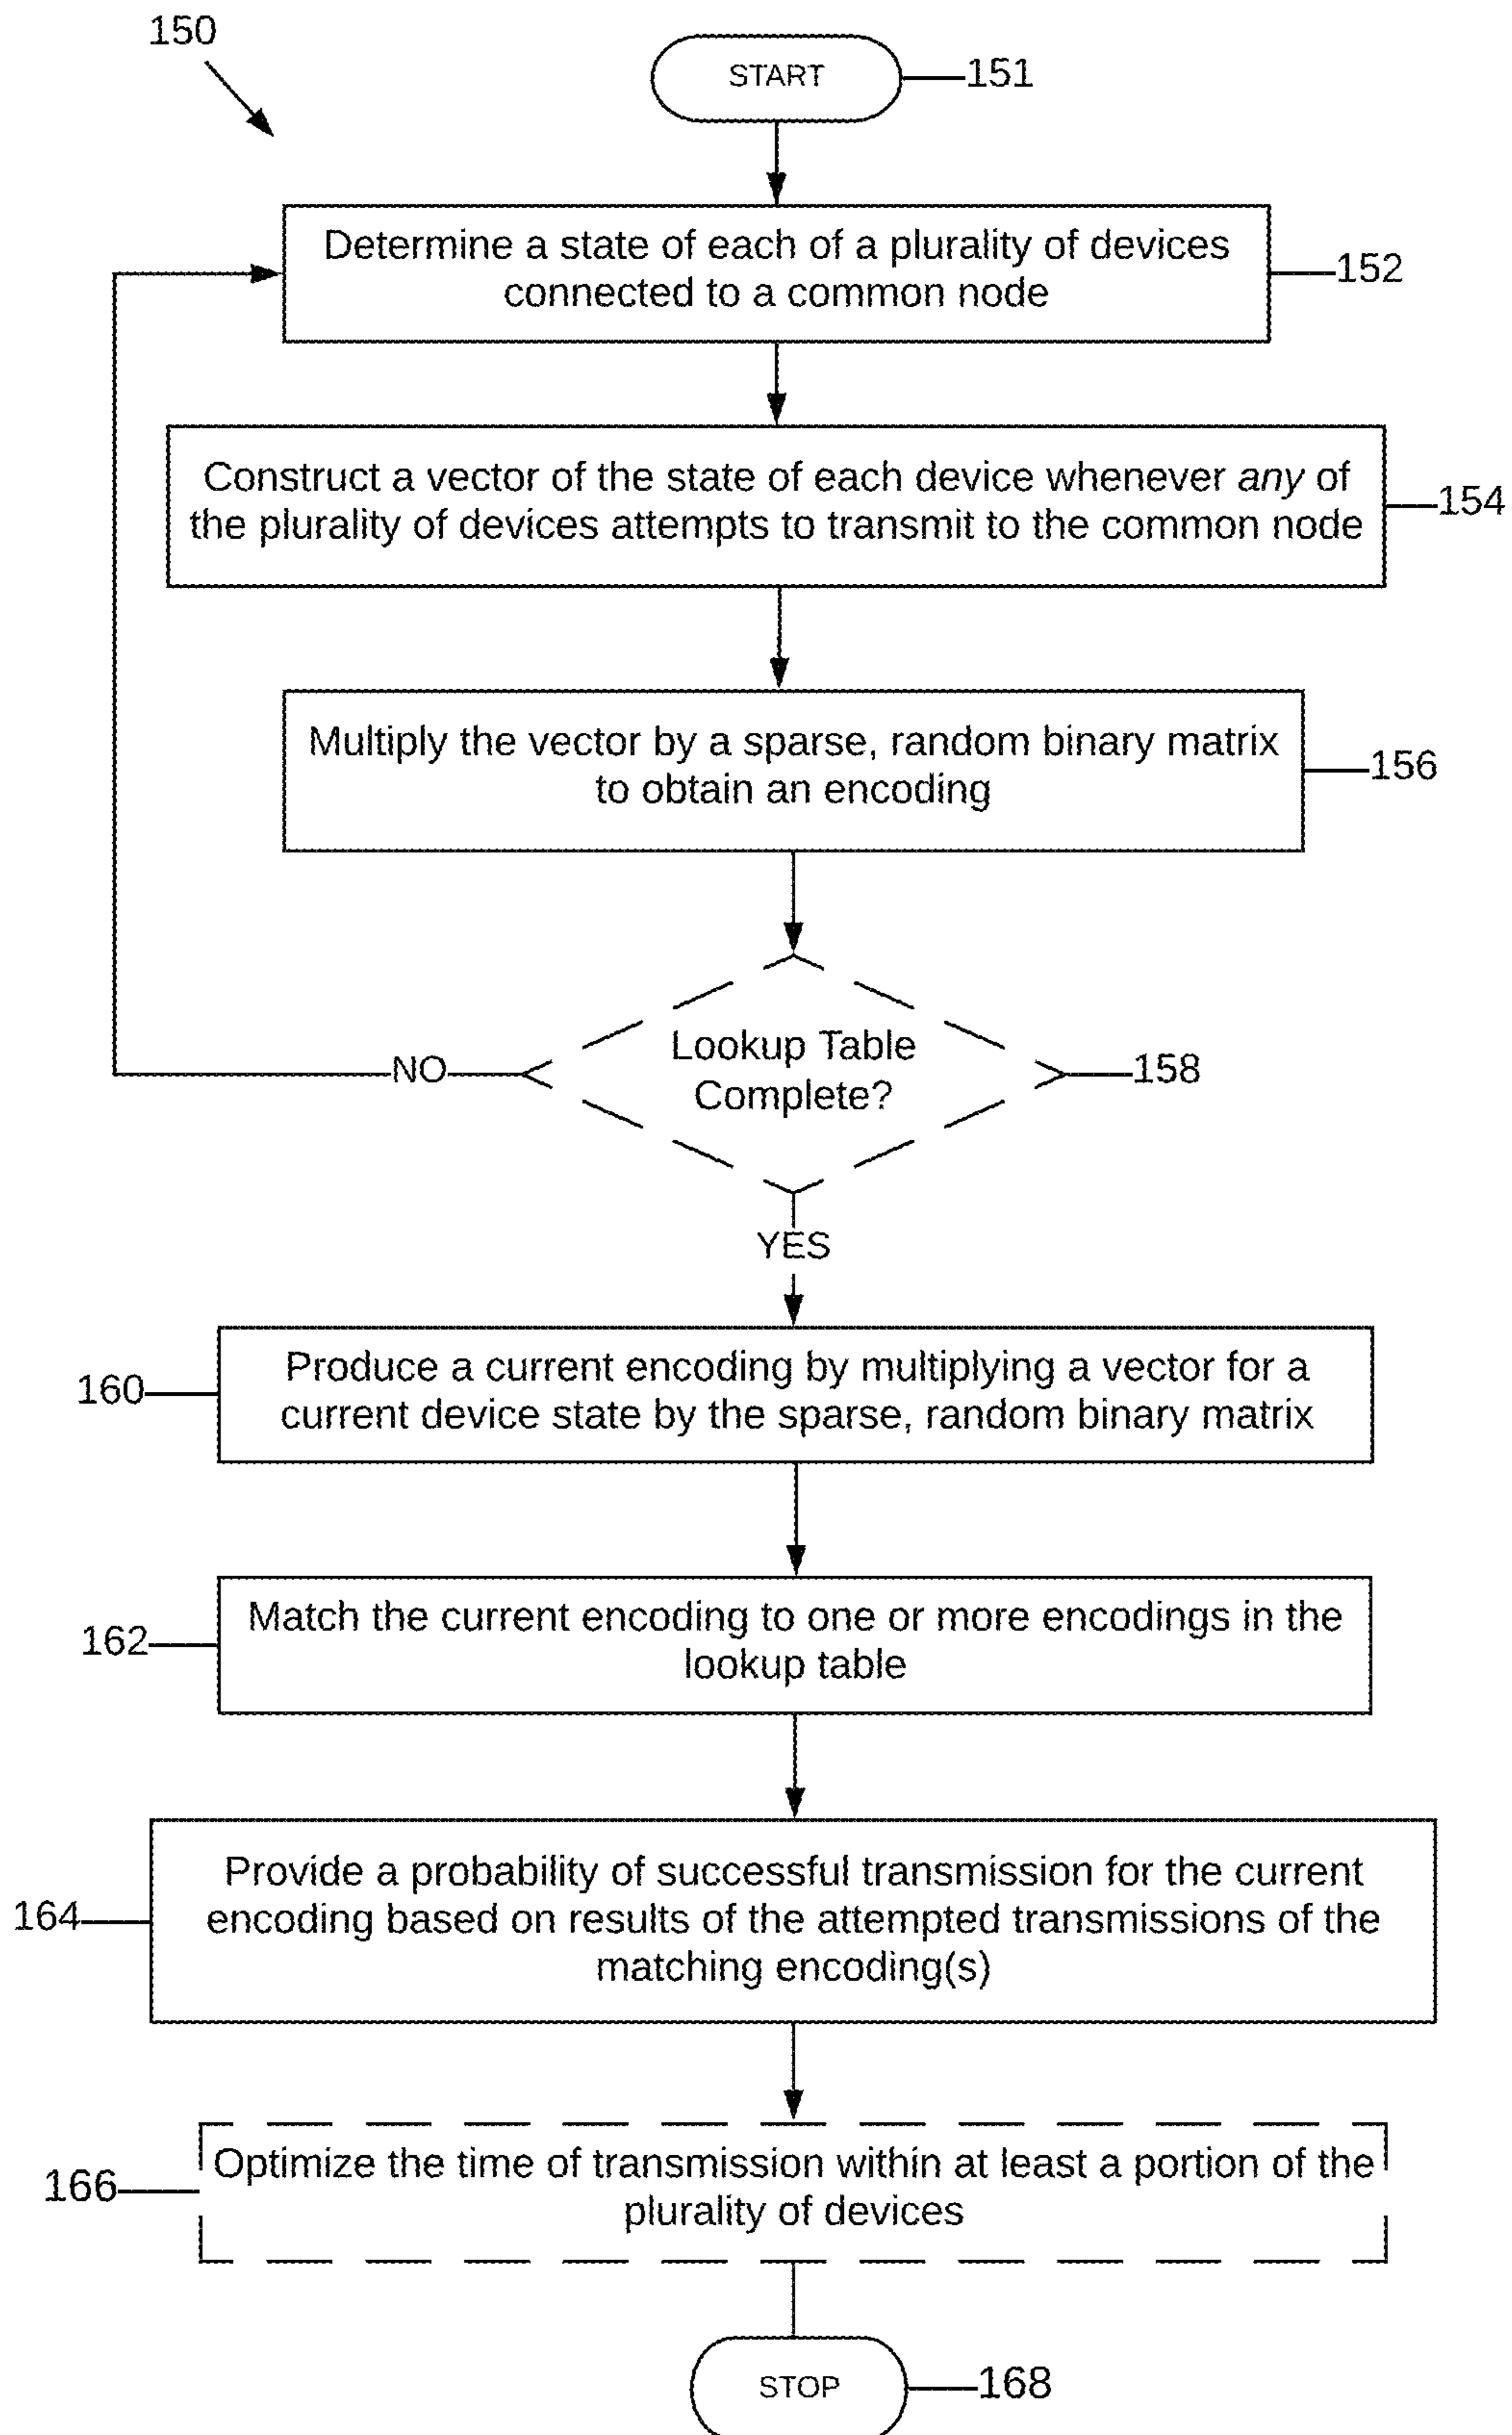 150
START
151
Determine a state of each of a plurality of devices
connected to a common node
152
Construct a vector of the state of each device whenever any of
the plurality of devices attempts to transmit to the common node
154
Multiply the vector by a sparse, random binary matrix
to obtain an encoding
156
Lookup Table
Complete?
NO
158
YES
160
Produce a current encoding by multiplying a vector for a
current device state by the sparse, random binary matrix
162
Match the current encoding to one or more encodings in the
lookup table
164
Provide a probability of successful transmission for the current
encoding based on results of the attempted transmissions of the
matching encoding(s)
166
Optimize the time of transmission within at least a portion of the
plurality of devices
STOP
168